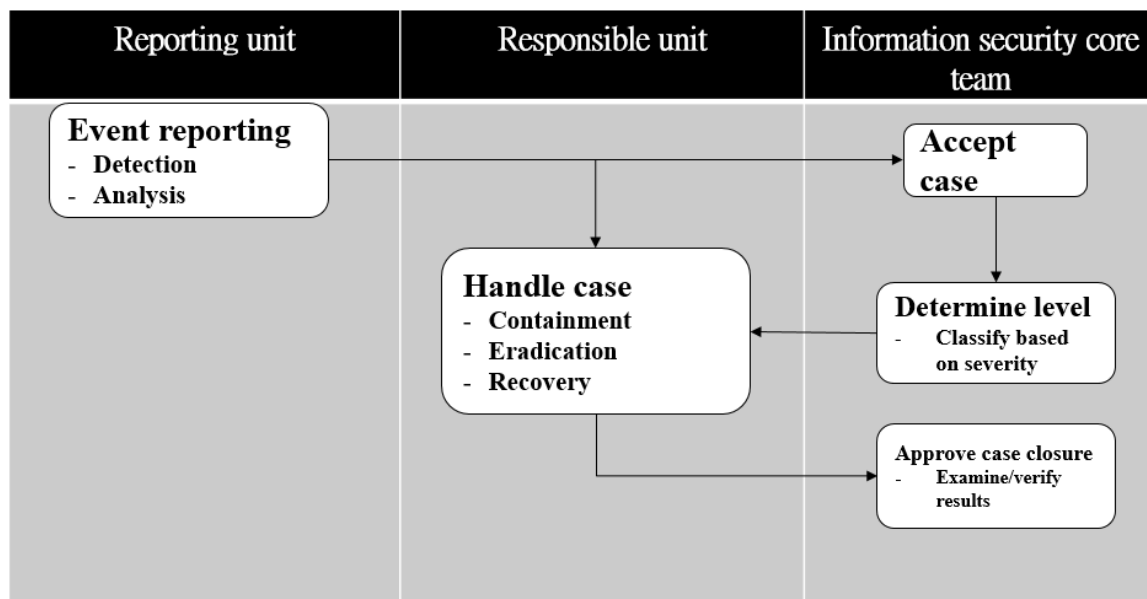 Reporting unit
Responsible unit
Information security core
team
Event reporting
- Detection
- Analysis
Accept
case
Handle case
- Containment
- Eradication
- Recovery
Determine level
- Classify based
on severity
Approve case closure
- Examine/verify
results